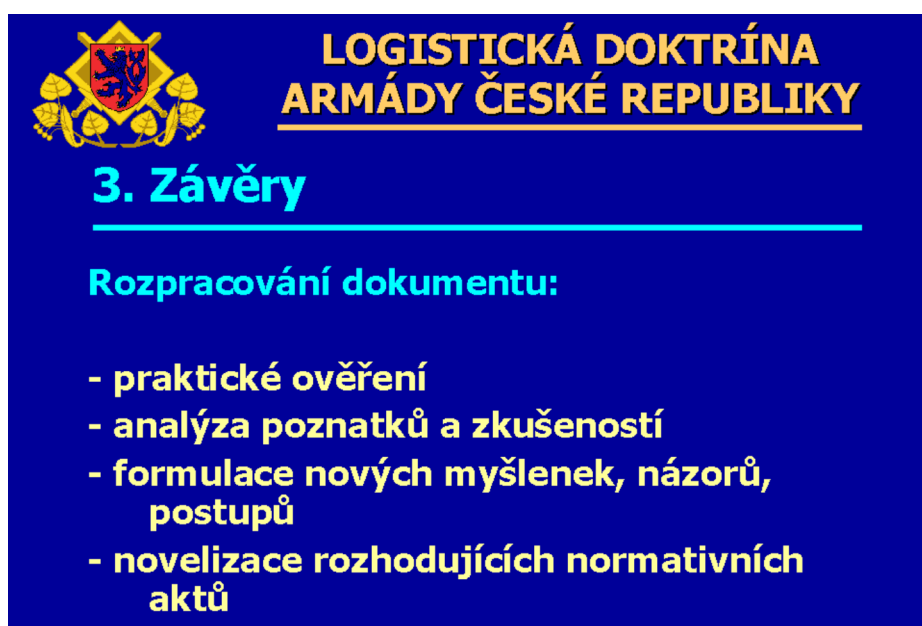 LOGISTICKÁ DOKTRÍNA
ARMÁDY ČESKÉ REPUBLIKY
3. Závěry
Rozpracování dokumentu:
- praktické ověření
- analýza poznatků a zkušeností
- formulace nových myšlenek, názorů,
postupů
- novelizace rozhodujících normativních
aktů